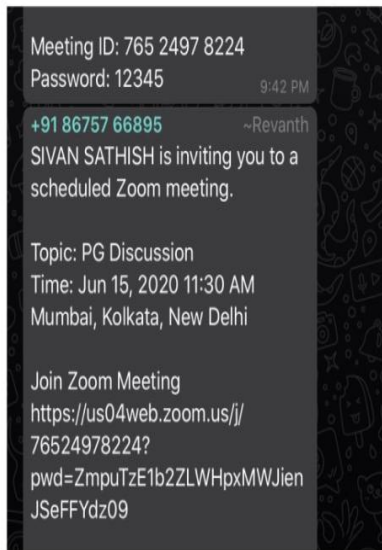 Meeting ID: 765 2497 8224
Password: 12345
9:42 PM
+91 86757 66895 ~Revanth
SIVAN SATHISH is inviting you to a
scheduled Zoom meeting.
Topic: PG Discussion
Time: Jun 15, 2020 11:30 AM
Mumbai, Kolkata, New Delhi
Join Zoom Meeting
https://us04web.zoom.us/j/
76524978224?
pwd=ZmpuTzE1b2ZLWHpxMWJien
JSeFFYdz09